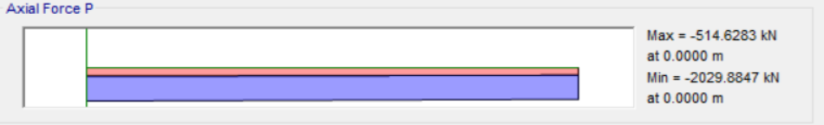 Axial Force P
Max = -514.6283 kN
at 0.0000 m
Min = -2029.8847 kN
at 0.0000 m